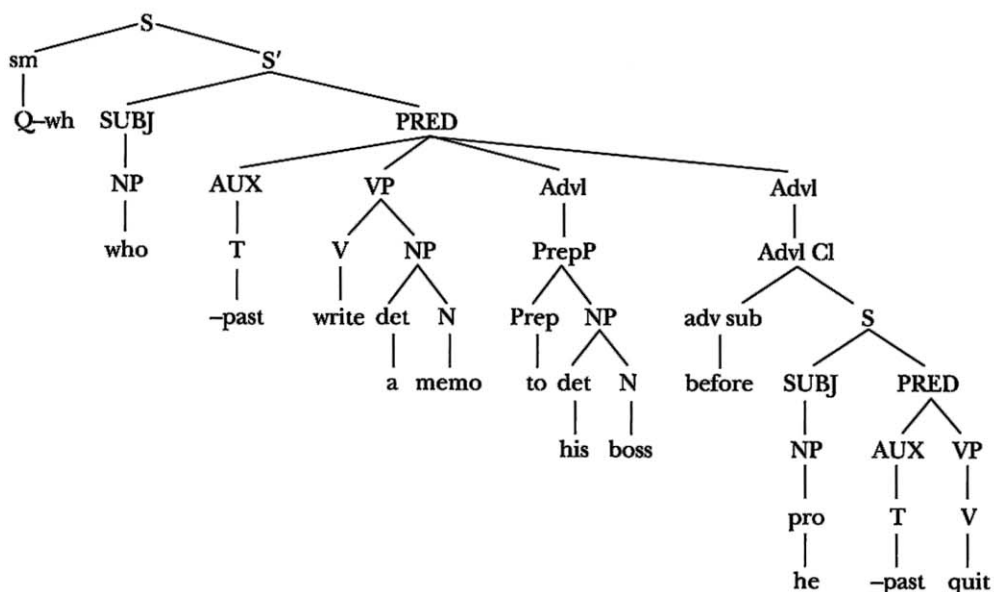 S
sm S′
Q–wh SUBJ PRED
NP AUX VP Advl Advl
who T V NP PrepP Advl Cl
–past write det N Prep NP adv sub S
a memo to det N before SUBJ PRED
his boss NP AUX VP
pro T V
he –past quit